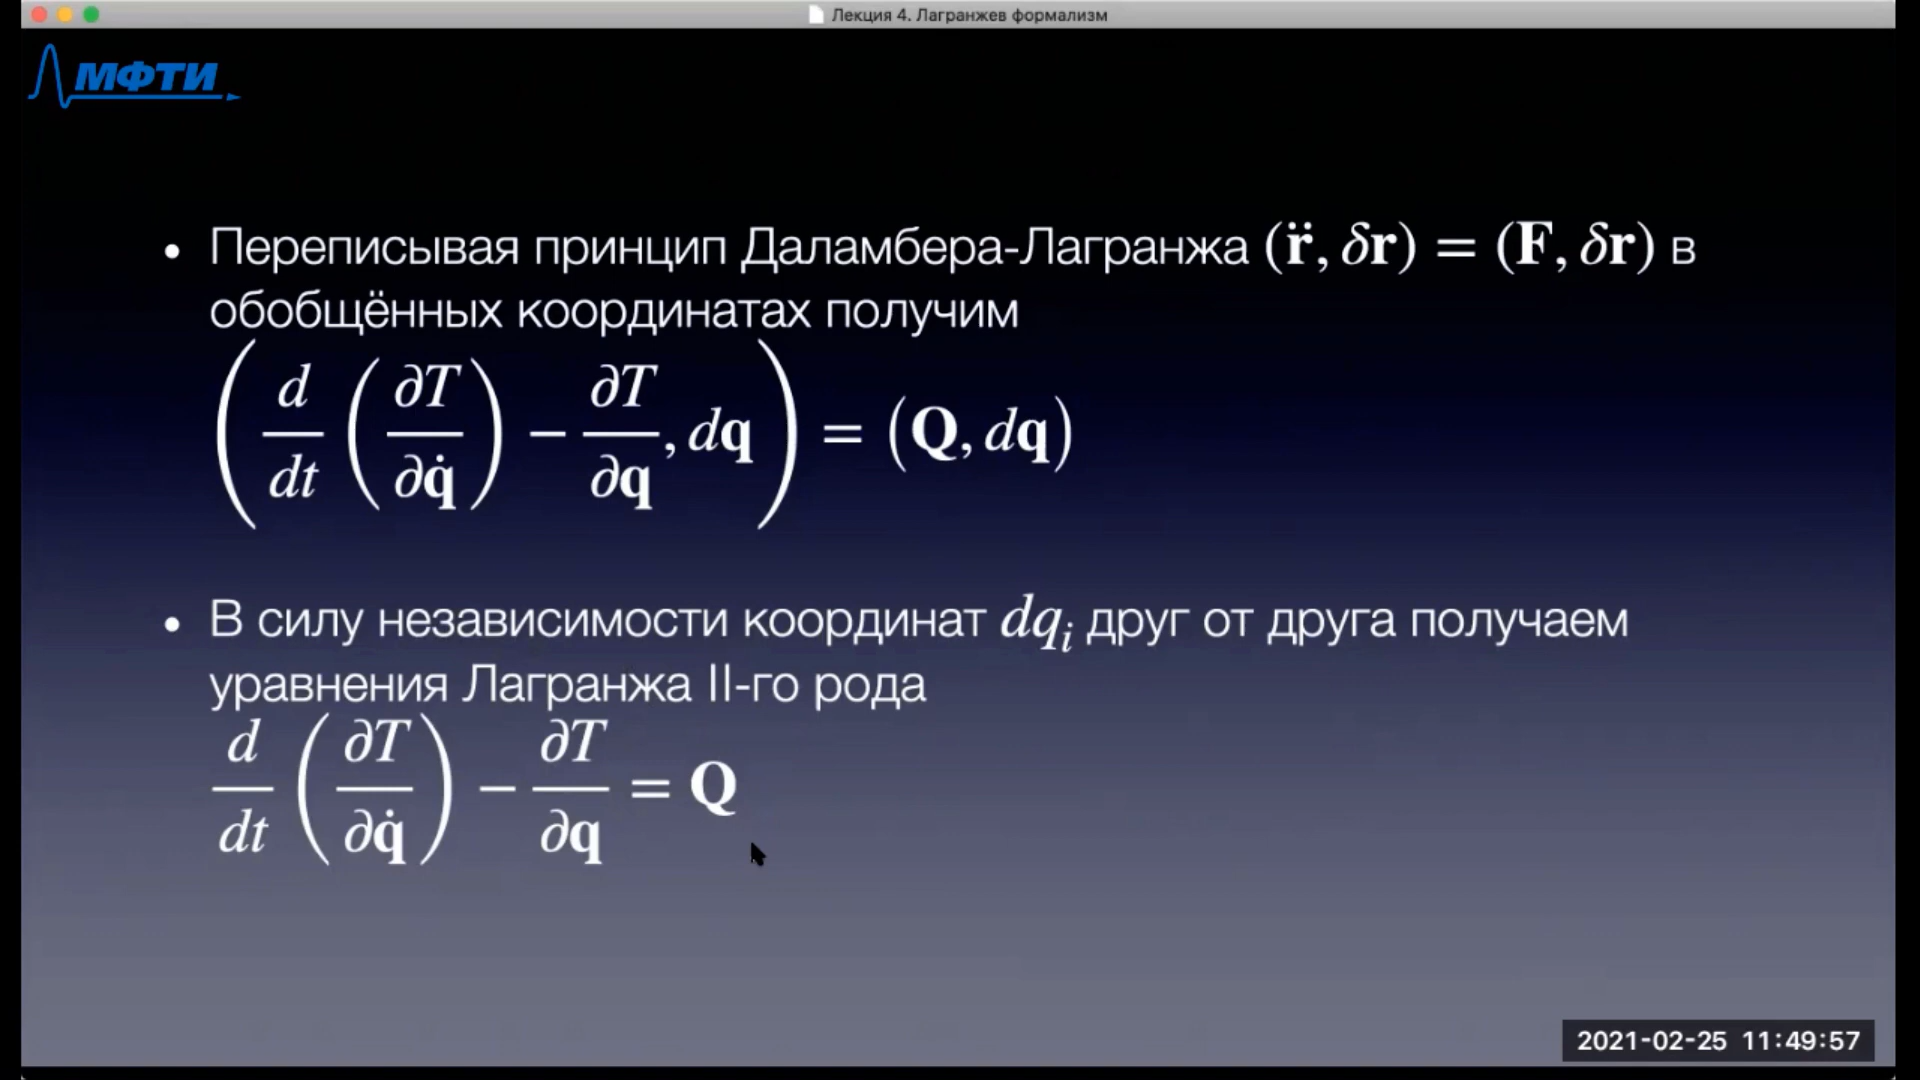 Лекция 4. Лагранжев формализм
МФТИ
• Переписывая принцип Даламбера-Лагранжа (r̈, δr) = (F, δr) в
обобщённых координатах получим
(d/dt (∂T/∂q̇) − ∂T/∂q, dq) = (Q, dq)
• В силу независимости координат dqᵢ друг от друга получаем
уравнения Лагранжа II-го рода
d/dt (∂T/∂q̇) − ∂T/∂q = Q
2021-02-25 11:49:57